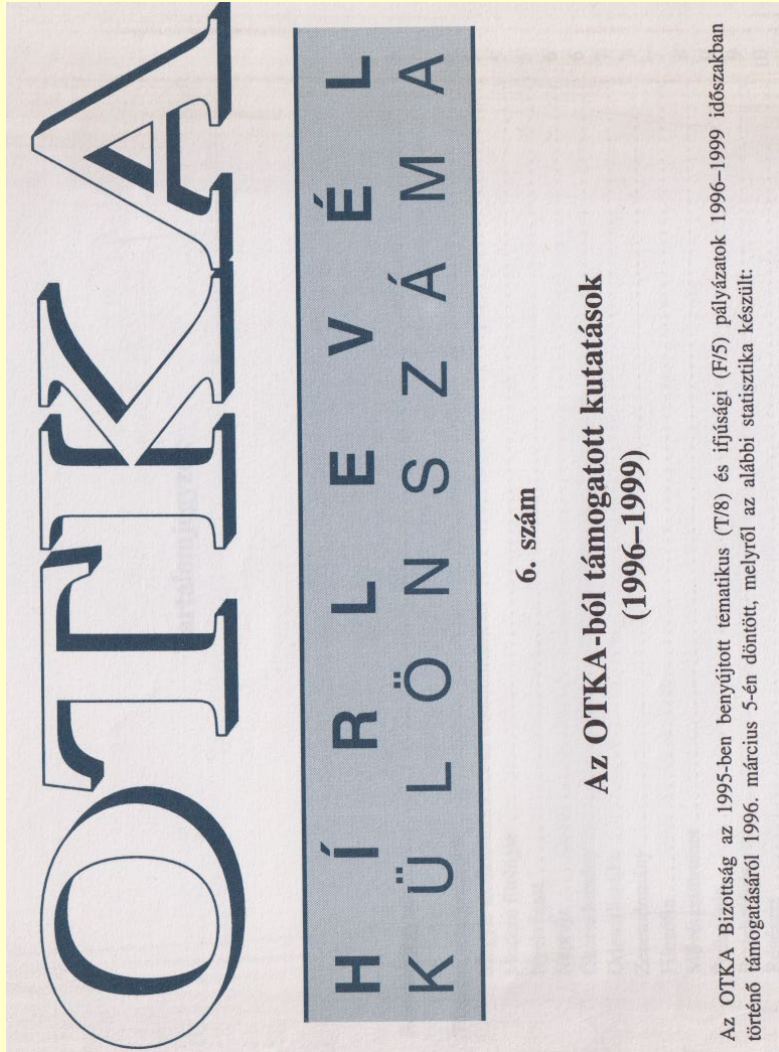 OTKA
HÍRLEVÉL
KÜLÖNSZÁMA
6. szám
Az OTKA-ból támogatott kutatások
(1996–1999)
Az OTKA Bizottság az 1995-ben benyújtott tematikus (T/8) és ifjúsági (F/5) pályázatok 1996–1999 időszakban
történő támogatásáról 1996. március 5-én döntött, melyről az alábbi statisztika készült: